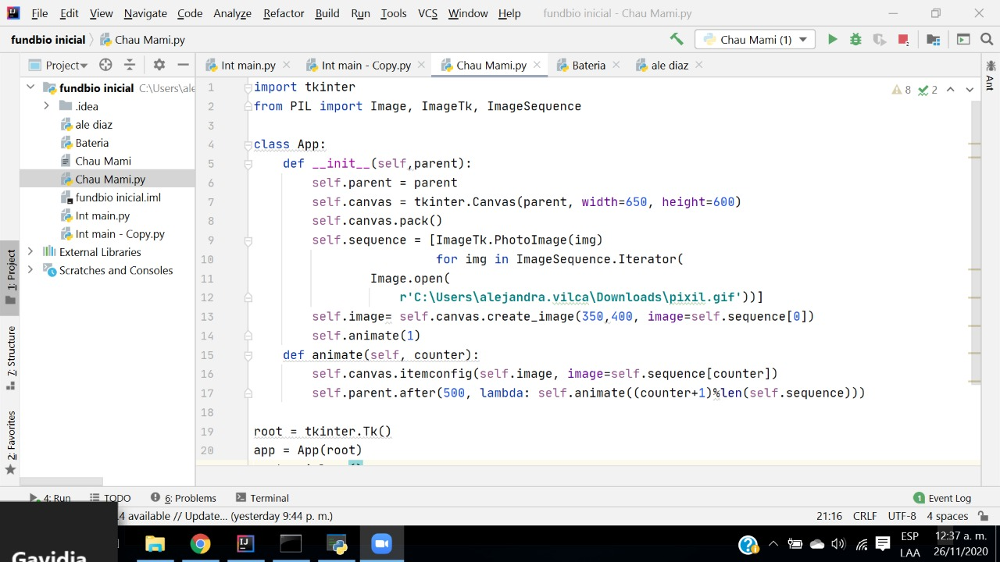 File Edit View Navigate Code Analyze Refactor Build Run Tools VCS Window Help fundbio inicial - Chau Mami.py
fundbio inicial Chau Mami.py Chau Mami (1)
Project Int main.py Int main - Copy.py Chau Mami.py Bateria ale diaz
fundbio inicial C:\Users\ale
.idea
ale diaz
Bateria
Chau Mami
Chau Mami.py
fundbio inicial.iml
Int main.py
Int main - Copy.py
External Libraries
Scratches and Consoles
1: Project
7: Structure
2: Favorites
8 2
1 import tkinter
2 from PIL import Image, ImageTk, ImageSequence
3
4 class App:
5 def __init__(self,parent):
6 self.parent = parent
7 self.canvas = tkinter.Canvas(parent, width=650, height=600)
8 self.canvas.pack()
9 self.sequence = [ImageTk.PhotoImage(img)
10 for img in ImageSequence.Iterator(
11 Image.open(
12 r'C:\Users\alejandra.vilca\Downloads\pixil.gif'))]
13 self.image= self.canvas.create_image(350,400, image=self.sequence[0])
14 self.animate(1)
15 def animate(self, counter):
16 self.canvas.itemconfig(self.image, image=self.sequence[counter])
17 self.parent.after(500, lambda: self.animate((counter+1)%len(self.sequence)))
18
19 root = tkinter.Tk()
20 app = App(root)
Ant
4: Run TODO 6: Problems Terminal 1 Event Log
.4 available // Update... (yesterday 9:44 p. m.) 21:16 CRLF UTF-8 4 spaces
Gavidia
ESP
LAA
12:37 a. m.
26/11/2020